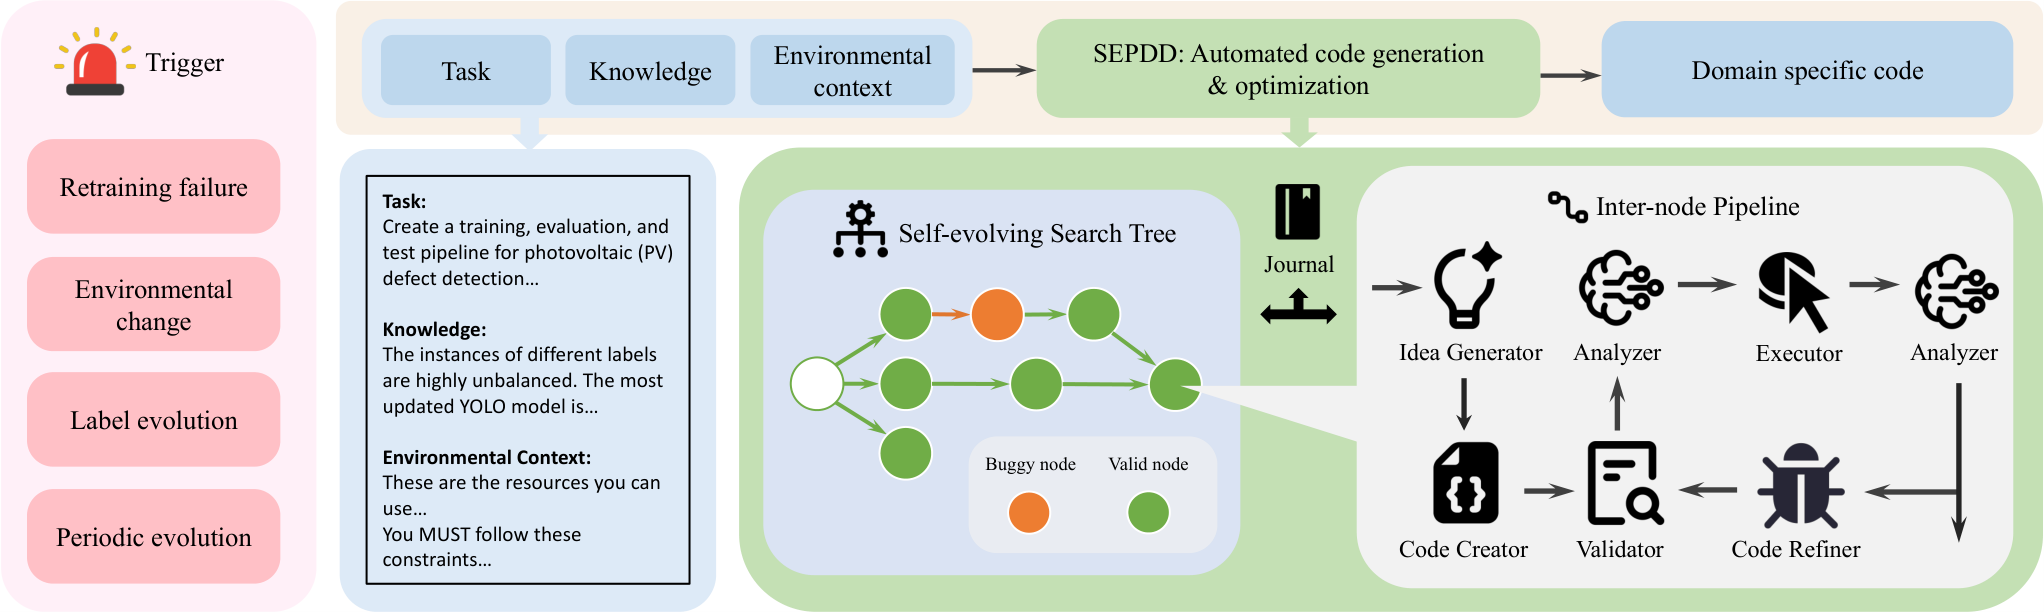 Trigger
Retraining failure
Environmental
change
Label evolution
Periodic evolution
Task
Knowledge
Environmental
context
SEPDD: Automated code generation
& optimization
Domain specific code
Task:
Create a training, evaluation, and
test pipeline for photovoltaic (PV)
defect detection...
Knowledge:
The instances of different labels
are highly unbalanced. The most
updated YOLO model is...
Environmental Context:
These are the resources you can
use...
You MUST follow these
constraints...
Self-evolving Search Tree
Buggy node
Valid node
Journal
Inter-node Pipeline
Idea Generator
Analyzer
Executor
Analyzer
Code Creator
Validator
Code Refiner